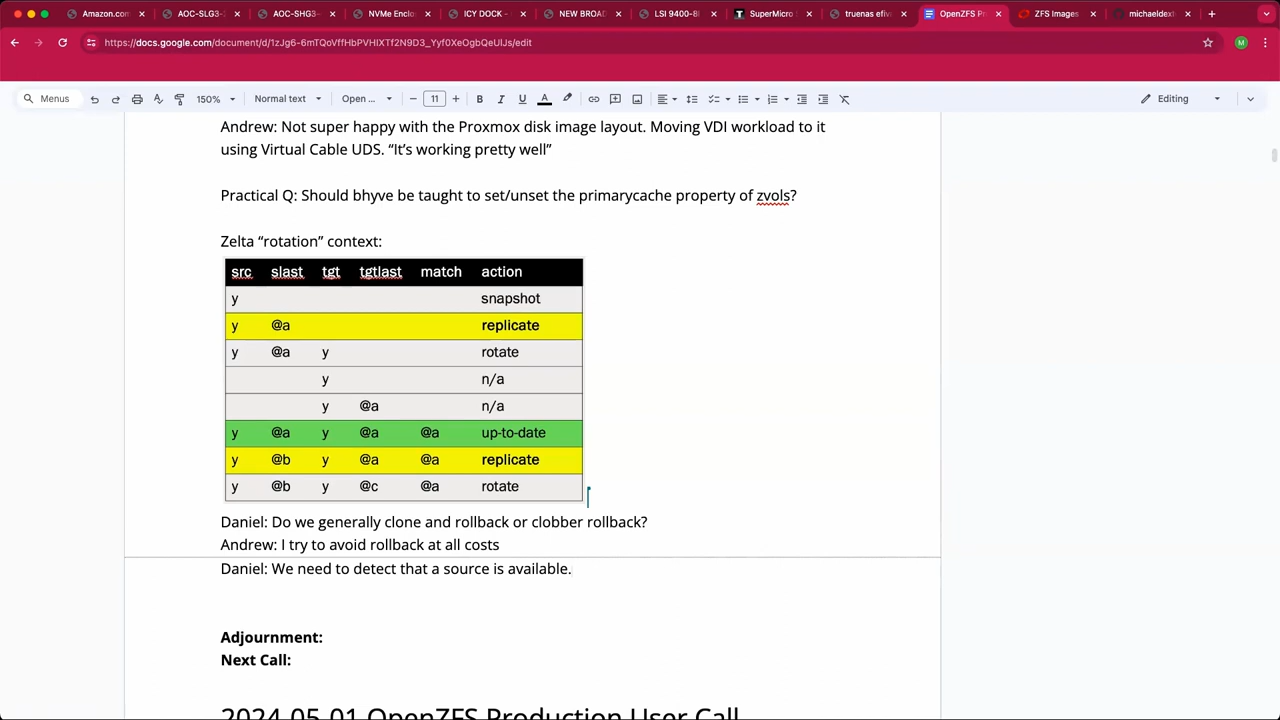 Amazon.com
AOC-SLG3-
AOC-SHG3-
NVMe Enclo
ICY DOCK -
NEW BROAD
LSI 9400-8
SuperMicro
truenas efiva
OpenZFS Pr
ZFS Images
michaeldext
https://docs.google.com/document/d/1zJg6-6mTQoVffHbPVHIXTf2N9D3_Yyf0XeOgbQeUlJs/edit
M
Menus
150%
Normal text
Open ...
11
B I U A
Editing
Andrew: Not super happy with the Proxmox disk image layout. Moving VDI workload to it
using Virtual Cable UDS. “It’s working pretty well”
Practical Q: Should bhyve be taught to set/unset the primarycache property of zvols?
Zelta “rotation” context:
src slast tgt tgtlast match action
y snapshot
y @a replicate
y @a y rotate
y n/a
y @a n/a
y @a y @a @a up-to-date
y @b y @a @a replicate
y @b y @c @a rotate
Daniel: Do we generally clone and rollback or clobber rollback?
Andrew: I try to avoid rollback at all costs
Daniel: We need to detect that a source is available.
Adjournment:
Next Call:
2024-05-01 OpenZFS Production User Call